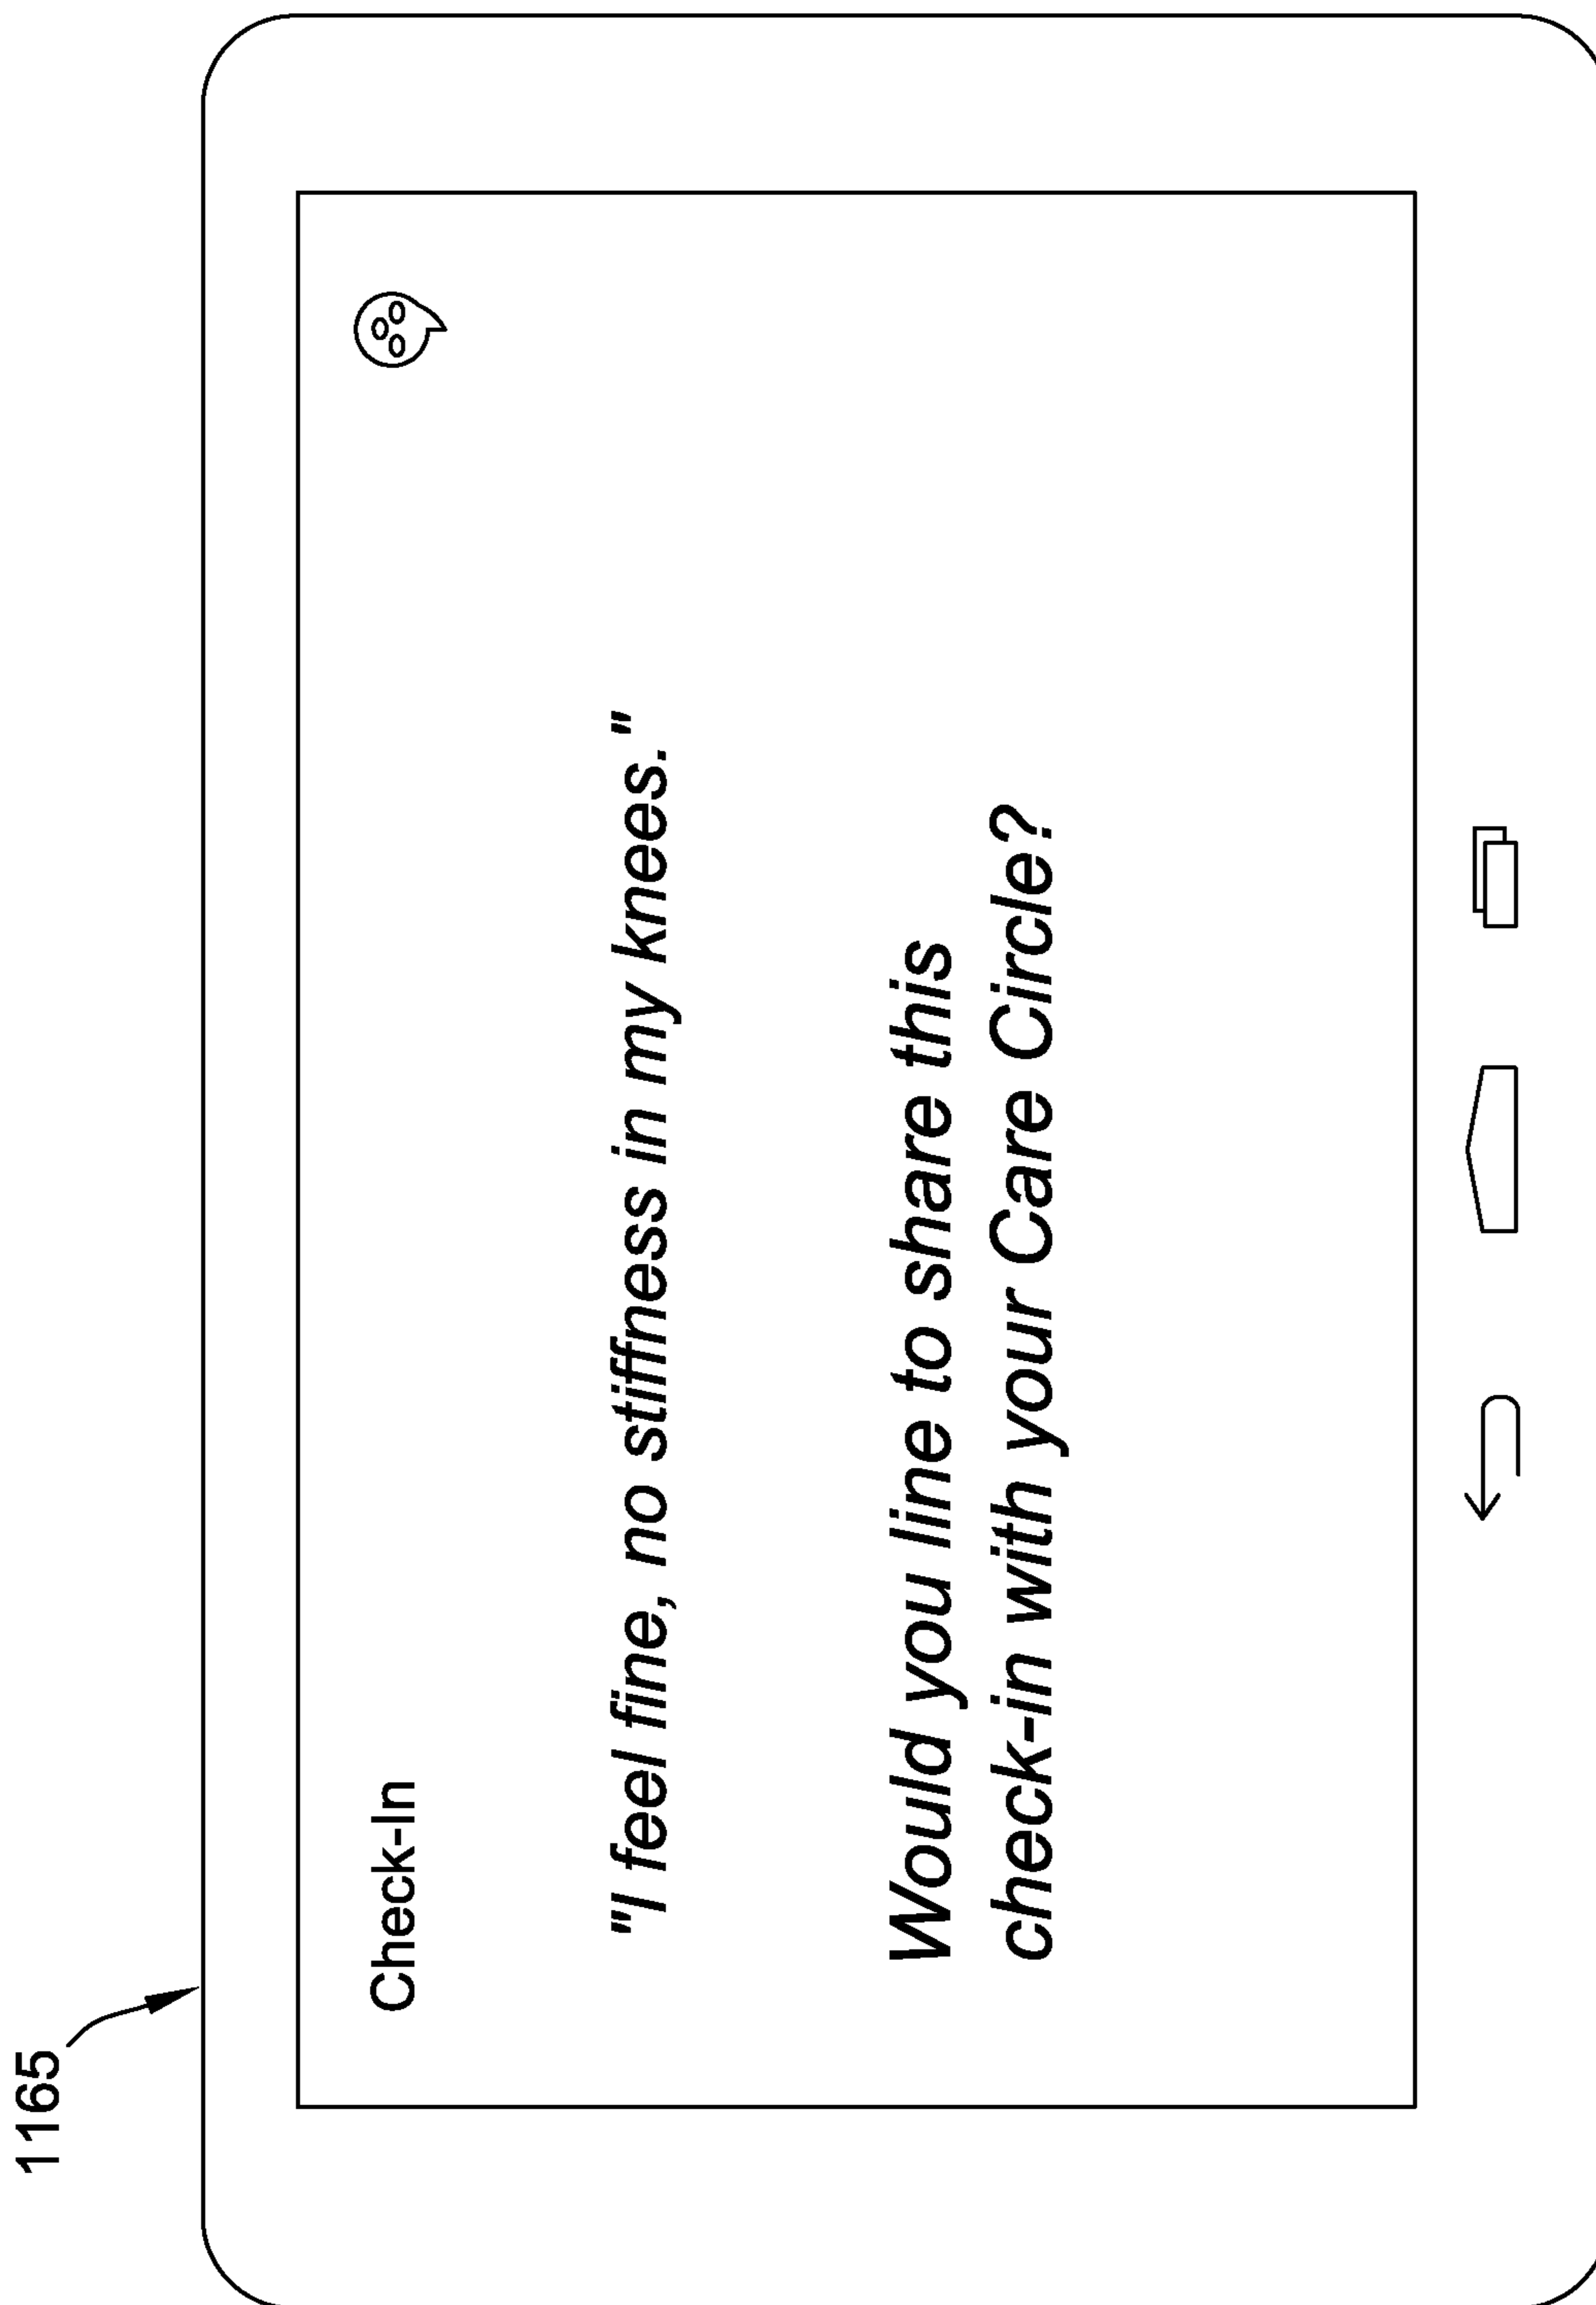 1165
Check-In
"I feel fine, no stiffness in my knees."
Would you line to share this
check-in with your Care Circle?